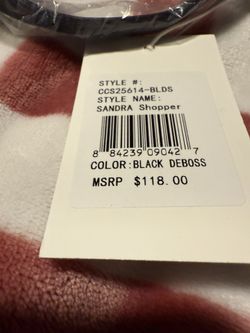 STYLE #:
CCS25614-BLDS
STYLE NAME:
SANDRA Shopper
8 84239 09042 7
COLOR: BLACK DEBOSS
MSRP $118.00